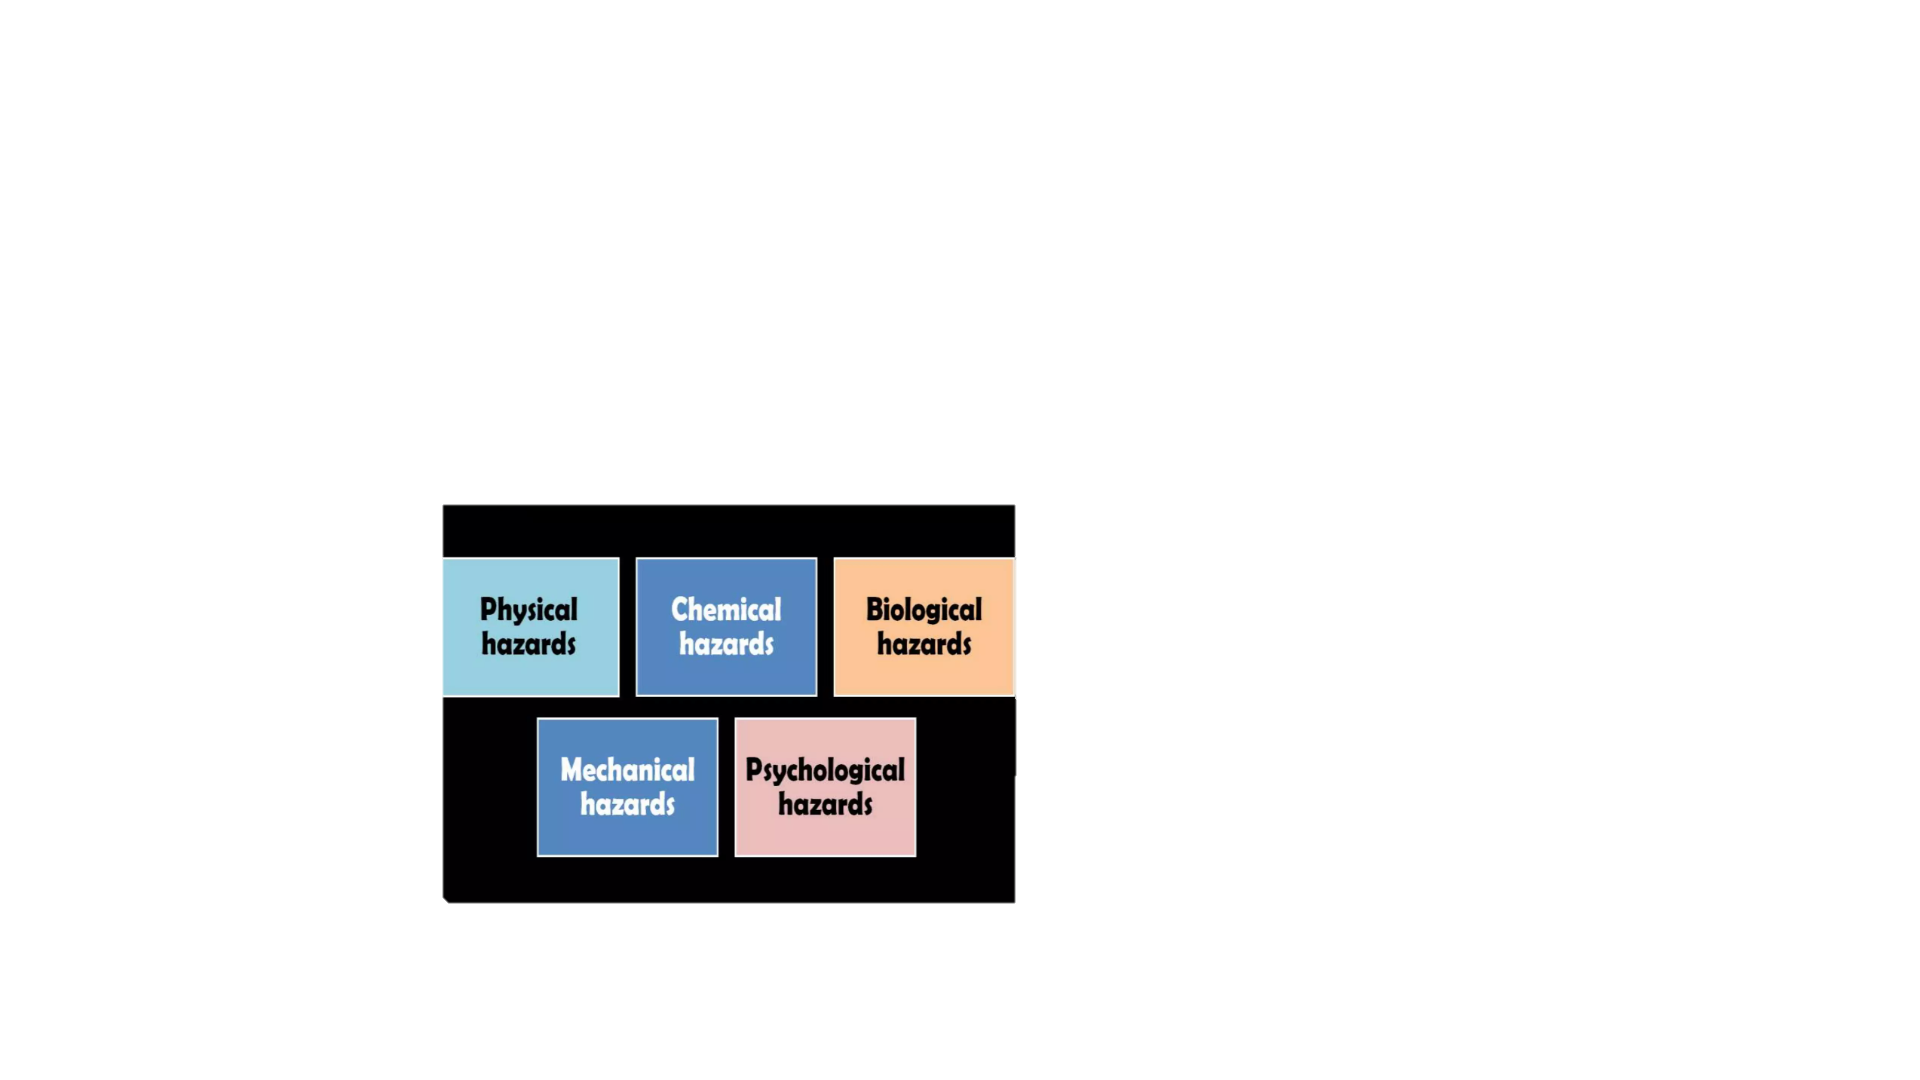 Physical
hazards
Chemical
hazards
Biological
hazards
Mechanical
hazards
Psychological
hazards